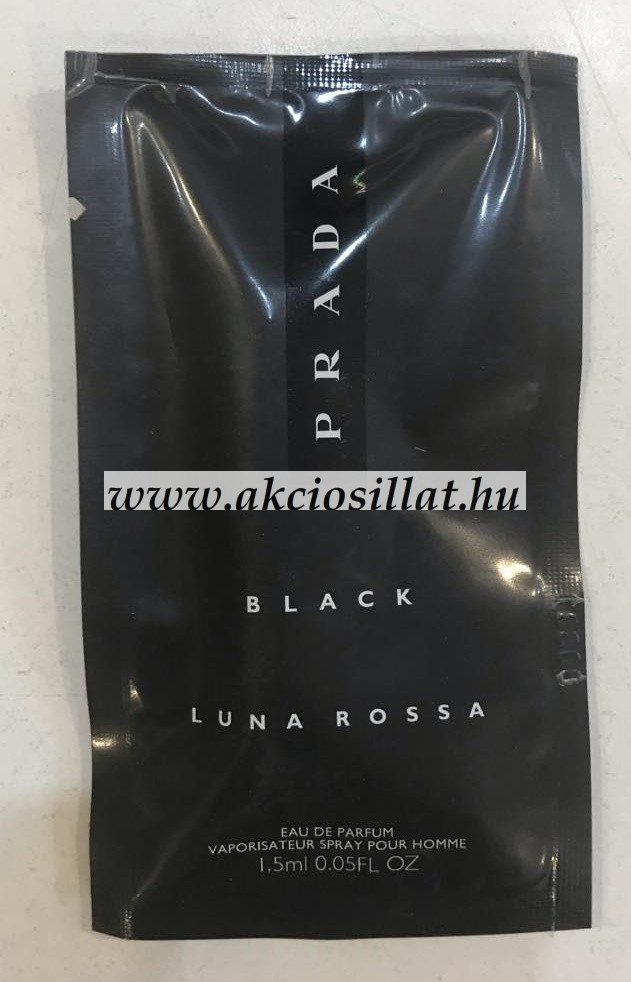 PRADA
www.akciosillat.hu
BLACK
LUNA ROSSA
EAU DE PARFUM
VAPORISATEUR SPRAY POUR HOMME
1.5ml 0.05FL OZ